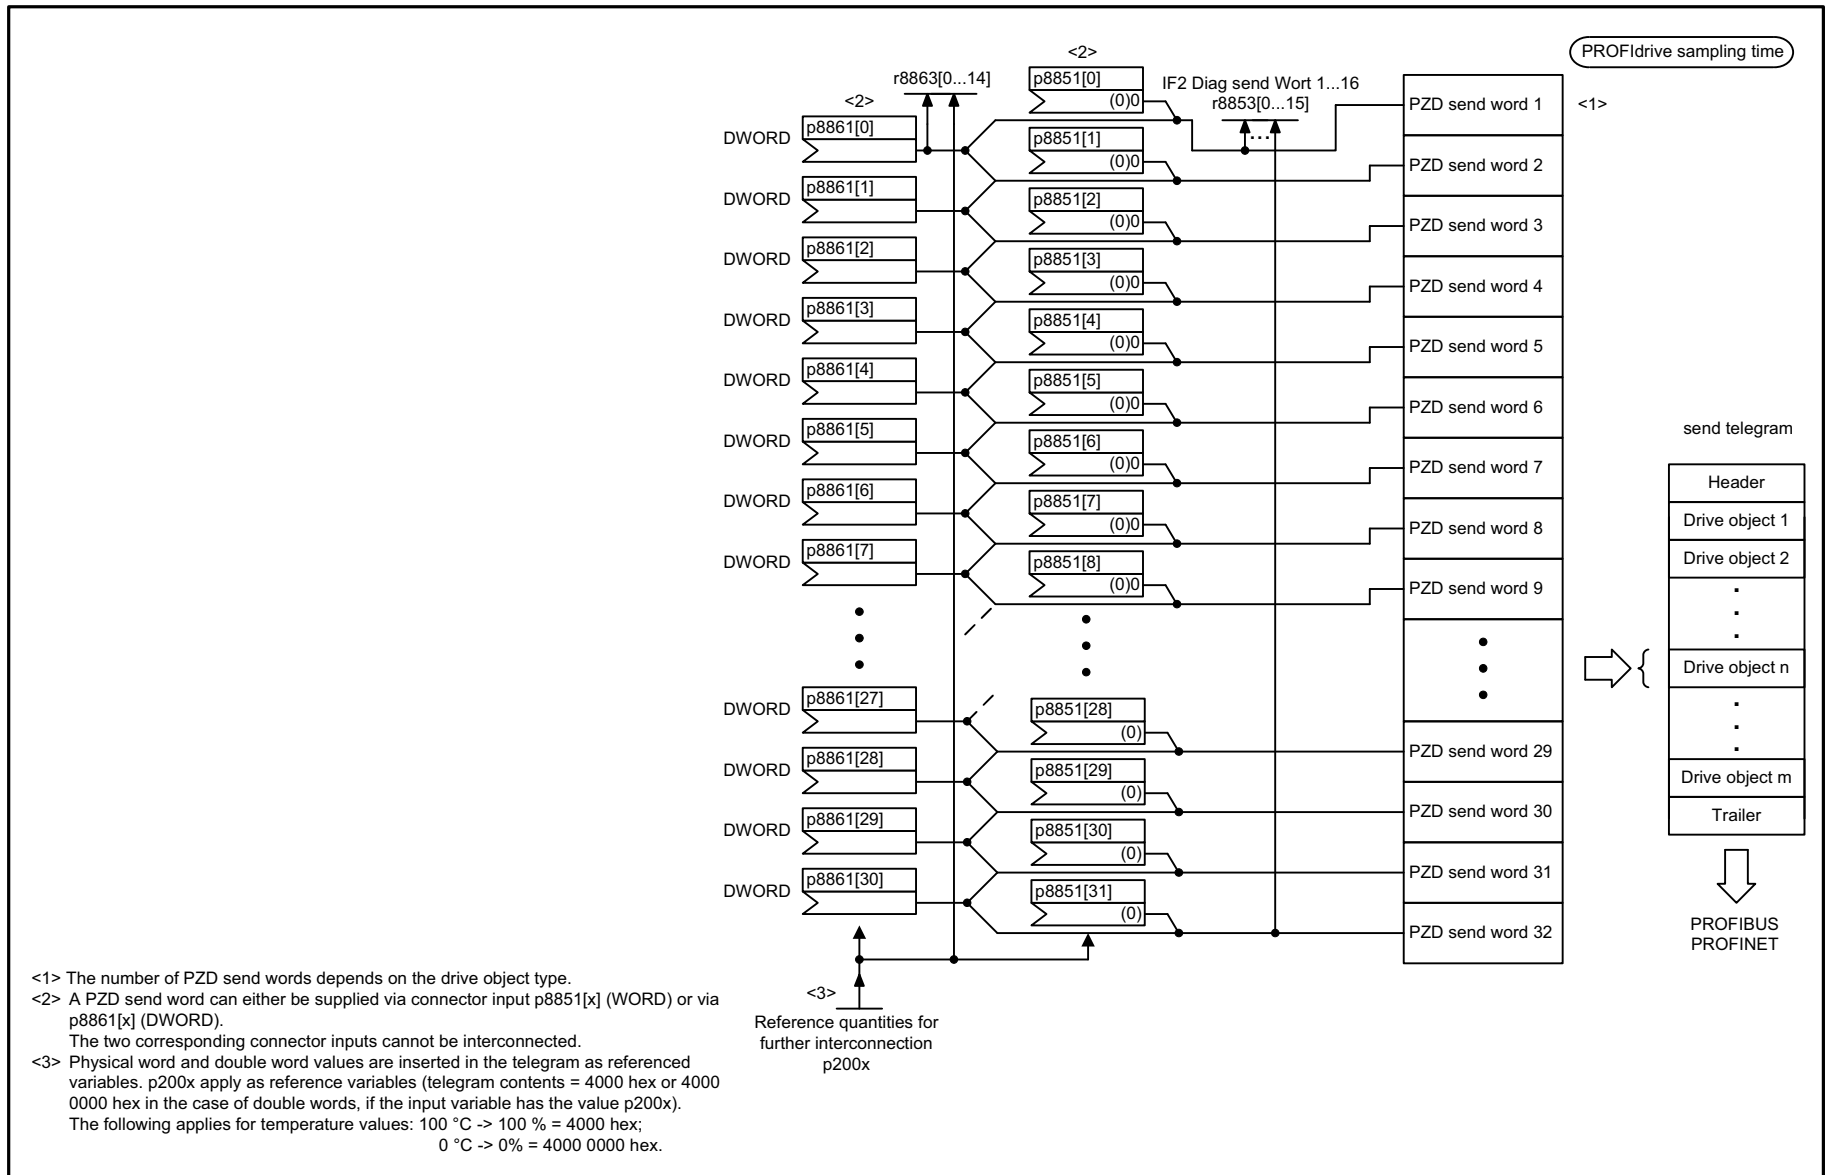 PROFIdrive sampling time
<2>
r8863[0...14]
p8851[0]
(0)0
IF2 Diag send Wort 1...16
r8853[0...15]
...
PZD send word 1
<1>
<2>
DWORD
p8861[0]
p8851[1]
(0)0
PZD send word 2
DWORD
p8861[1]
p8851[2]
(0)0
PZD send word 3
DWORD
p8861[2]
p8851[3]
(0)0
PZD send word 4
DWORD
p8861[3]
p8851[4]
(0)0
PZD send word 5
DWORD
p8861[4]
p8851[5]
(0)0
PZD send word 6
DWORD
p8861[5]
p8851[6]
(0)0
PZD send word 7
DWORD
p8861[6]
p8851[7]
(0)0
PZD send word 8
DWORD
p8861[7]
p8851[8]
(0)0
PZD send word 9
DWORD
p8861[27]
p8851[28]
(0)
PZD send word 29
DWORD
p8861[28]
p8851[29]
(0)
PZD send word 30
DWORD
p8861[29]
p8851[30]
(0)
PZD send word 31
DWORD
p8861[30]
p8851[31]
(0)
PZD send word 32
send telegram
Header
Drive object 1
Drive object 2
Drive object n
Drive object m
Trailer
PROFIBUS
PROFINET
<3>
Reference quantities for
further interconnection
p200x
<1> The number of PZD send words depends on the drive object type.
<2> A PZD send word can either be supplied via connector input p8851[x] (WORD) or via
p8861[x] (DWORD).
The two corresponding connector inputs cannot be interconnected.
<3> Physical word and double word values are inserted in the telegram as referenced
variables. p200x apply as reference variables (telegram contents = 4000 hex or 4000
0000 hex in the case of double words, if the input variable has the value p200x).
The following applies for temperature values: 100 °C -> 100 % = 4000 hex;
0 °C -> 0% = 4000 0000 hex.